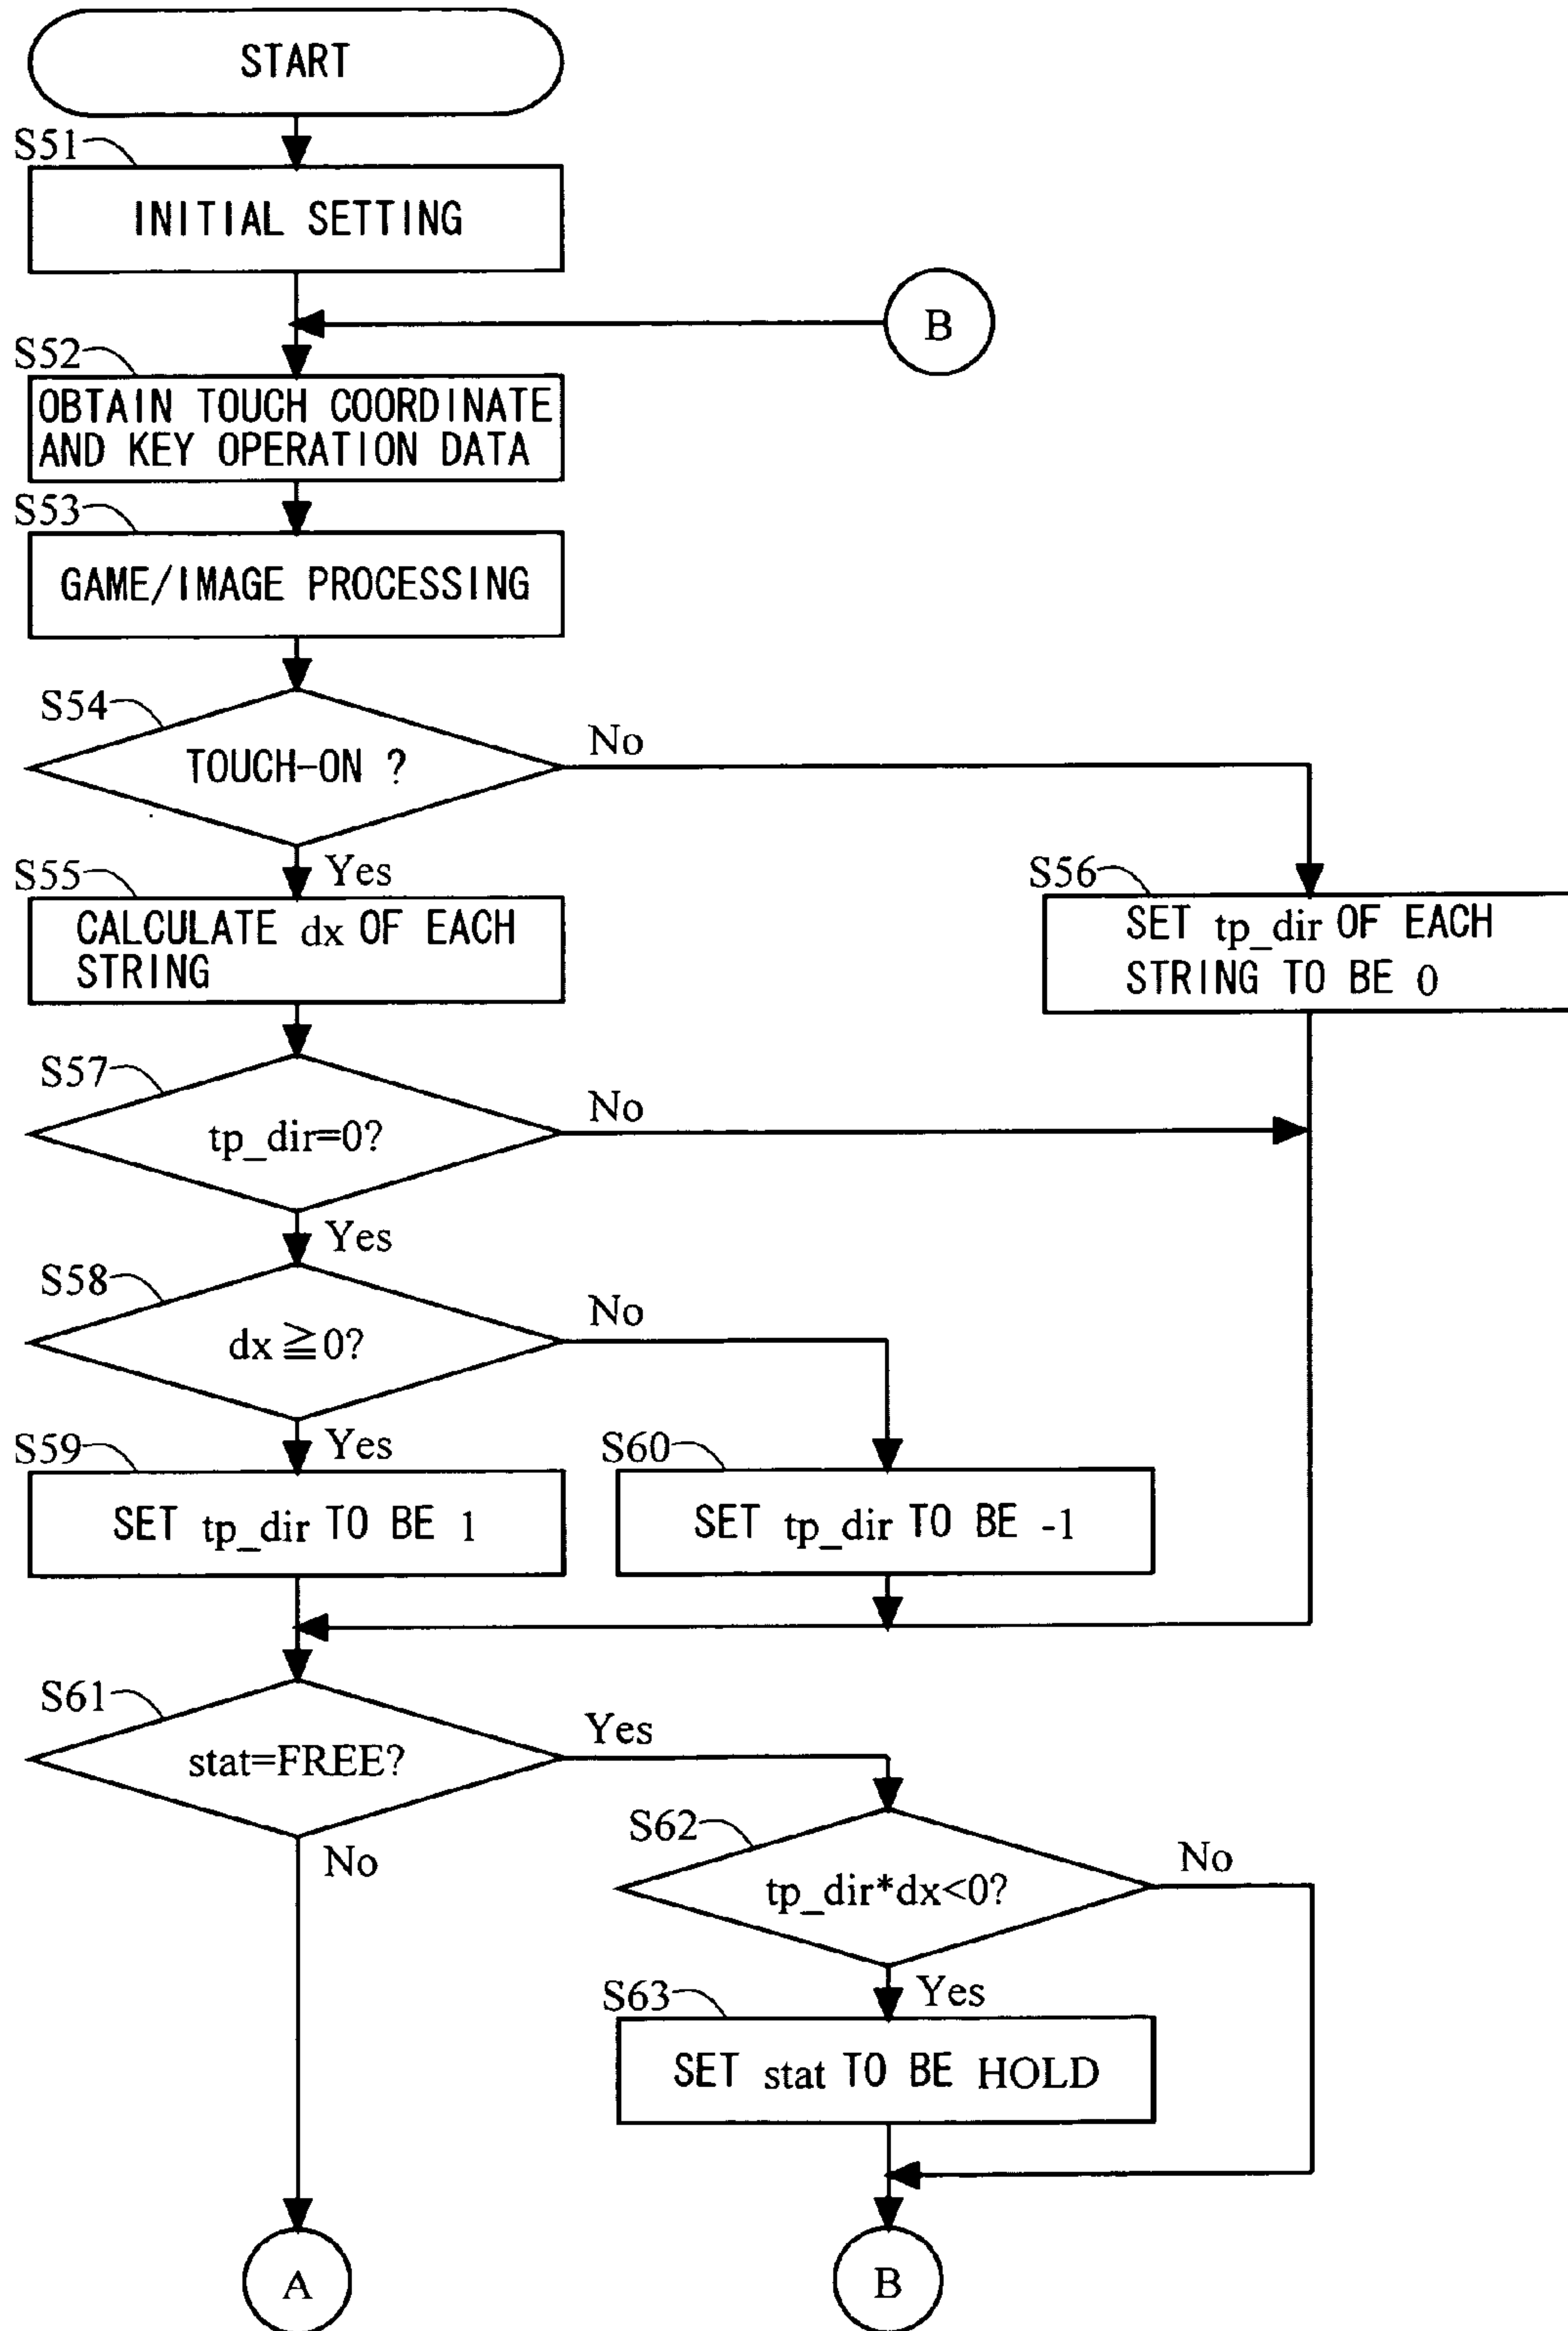 START
S51
INITIAL SETTING
B
S52
OBTAIN TOUCH COORDINATE
AND KEY OPERATION DATA
S53
GAME/IMAGE PROCESSING
S54
TOUCH-ON ?
No
Yes
S55
CALCULATE dx OF EACH
STRING
S56
SET tp_dir OF EACH
STRING TO BE 0
S57
tp_dir=0?
No
Yes
S58
dx≧0?
No
Yes
S59
SET tp_dir TO BE 1
S60
SET tp_dir TO BE -1
S61
stat=FREE?
Yes
No
S62
tp_dir*dx<0?
No
Yes
S63
SET stat TO BE HOLD
A
B